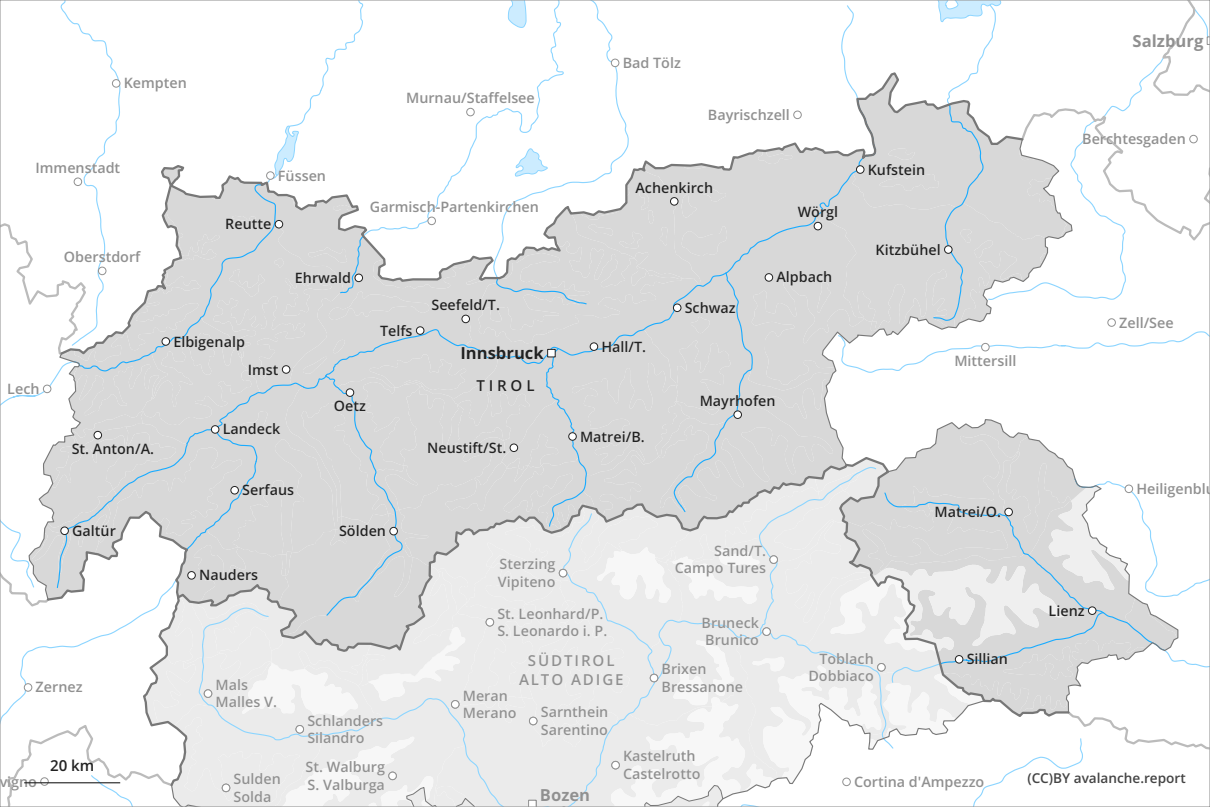 Salzburg
Bad Tölz
Kempten
Murnau/Staffelsee
Bayrischzell
Berchtesgaden
Immenstadt
Füssen
Kufstein
Achenkirch
Garmisch-Partenkirchen
Wörgl
Reutte
Kitzbühel
Oberstdorf
Ehrwald
Alpbach
Seefeld/T.
Schwaz
Zell/See
Telfs
Elbigenalp
Innsbruck
Hall/T.
Mittersill
Imst
TIROL
Lech
Oetz
Mayrhofen
Landeck
Matrei/B.
St. Anton/A.
Neustift/St.
Serfaus
Heiligenblu
Matrei/O.
Galtür
Sölden
Sand/T.
Campo Tures
Sterzing
Vipiteno
Nauders
Lienz
St. Leonhard/P.
S. Leonardo i. P.
Bruneck
Brunico
SÜDTIROL
ALTO ADIGE
Toblach
Dobbiaco
Sillian
Brixen
Bressanone
Zernez
Mals
Malles V.
Meran
Merano
Sarnthein
Sarentino
Schlanders
Silandro
Kastelruth
Castelrotto
20 km
St. Walburg
S. Valburga
vigno
Sulden
Solda
Cortina d'Ampezzo
(CC)BY avalanche.report
Bozen